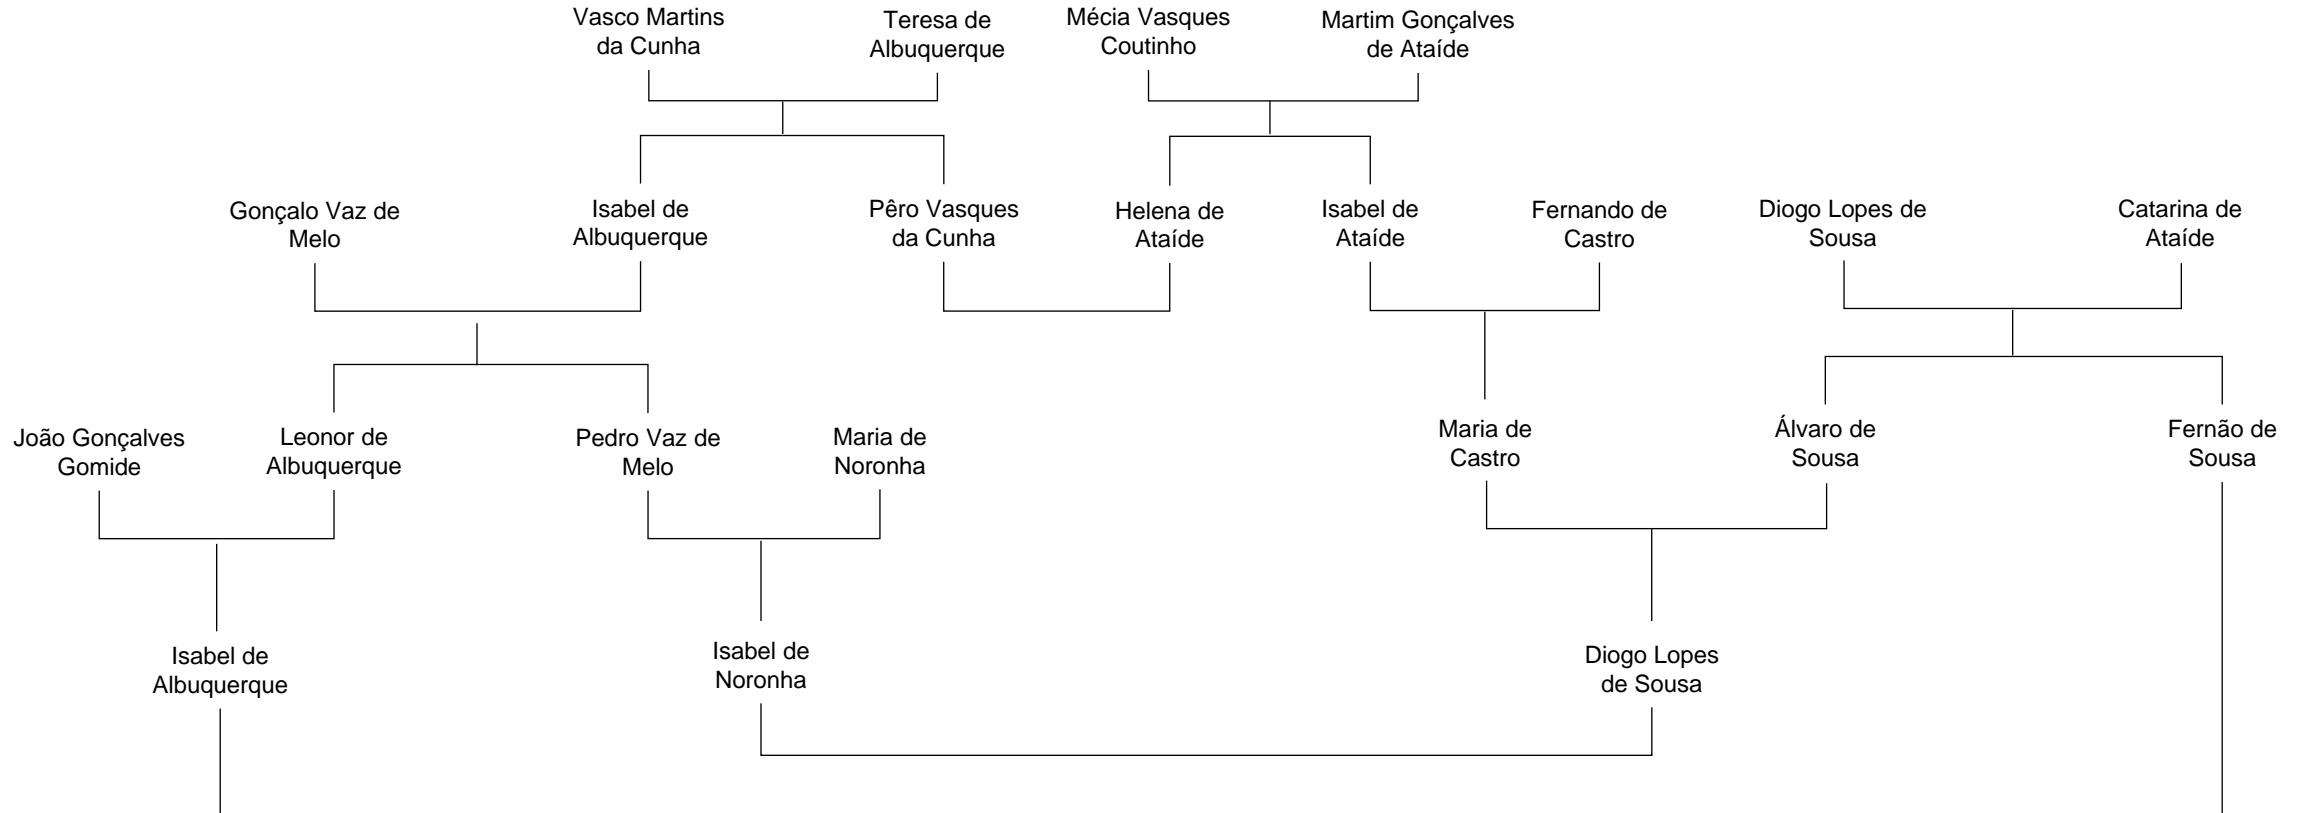 Vasco Martins
da Cunha
Teresa de
Albuquerque
Mécia Vasques
Coutinho
Martim Gonçalves
de Ataíde
Gonçalo Vaz de
Melo
Isabel de
Albuquerque
Pêro Vasques
da Cunha
Helena de
Ataíde
Isabel de
Ataíde
Fernando de
Castro
Diogo Lopes de
Sousa
Catarina de
Ataíde
João Gonçalves
Gomide
Leonor de
Albuquerque
Pedro Vaz de
Melo
Maria de
Noronha
Maria de
Castro
Álvaro de
Sousa
Fernão de
Sousa
Isabel de
Albuquerque
Isabel de
Noronha
Diogo Lopes
de Sousa